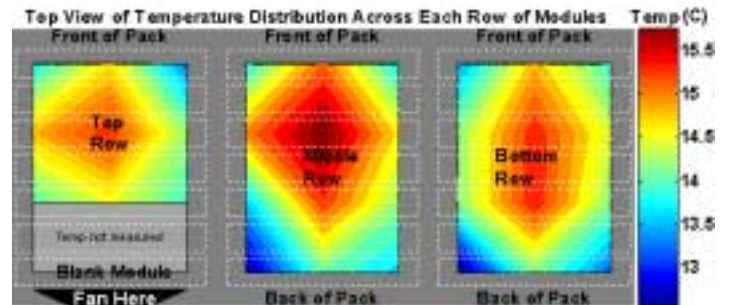 Top View of Temperature Distribution Across Each Row of Modules
Temp (C)
Front of Pack
Front of Pack
Front of Pack
15.5
15
14.5
14
13.5
13
Top
Row
Middle
Row
Bottom
Row
Temp not measured
Blank Module
Fan Here
Back of Pack
Back of Pack